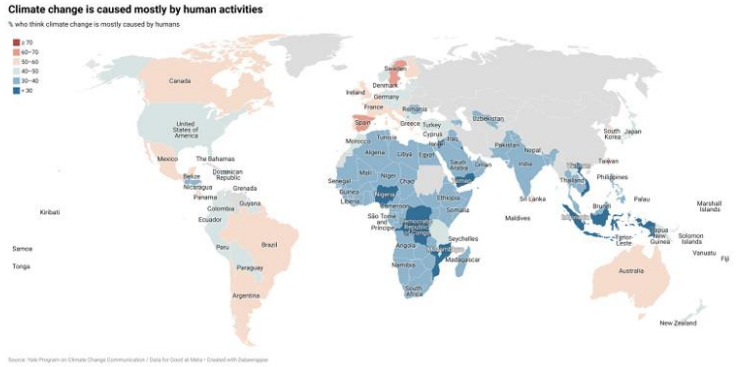 Climate change is caused mostly by human activities
% who think climate change is mostly caused by humans
≥ 70
60–70
50–60
40–50
30–40
< 30
Canada
United
States of
America
Mexico
The Bahamas
Belize
Dominican
Republic
Nicaragua
Grenada
Panama
Guyana
Colombia
Ecuador
Peru
Brazil
Paraguay
Argentina
Kiribati
Samoa
Tonga
Sweden
Denmark
Ireland
Germany
France
Romania
Spain
Greece
Turkey
Cyprus
Uzbekistan
Morocco
Tunisia
Israel
Iraq
Algeria
Libya
Egypt
Saudi
Arabia
Oman
Pakistan
Nepal
India
Mali
Niger
Chad
Senegal
Guinea
Liberia
Nigeria
Cameroon
Ethiopia
Somalia
São Tome
and
Principe
Seychelles
Angola
Madagascar
Namibia
South
Africa
Sri Lanka
Maldives
South
Korea
Japan
Taiwan
Thailand
Philippines
Palau
Brunei
Marshall
Islands
Timor-
Leste
Papua
New
Guinea
Solomon
Islands
Vanuatu
Fiji
Australia
New Zealand
Source: Yale Program on Climate Change Communication / Data for Good at Meta • Created with Datawrapper